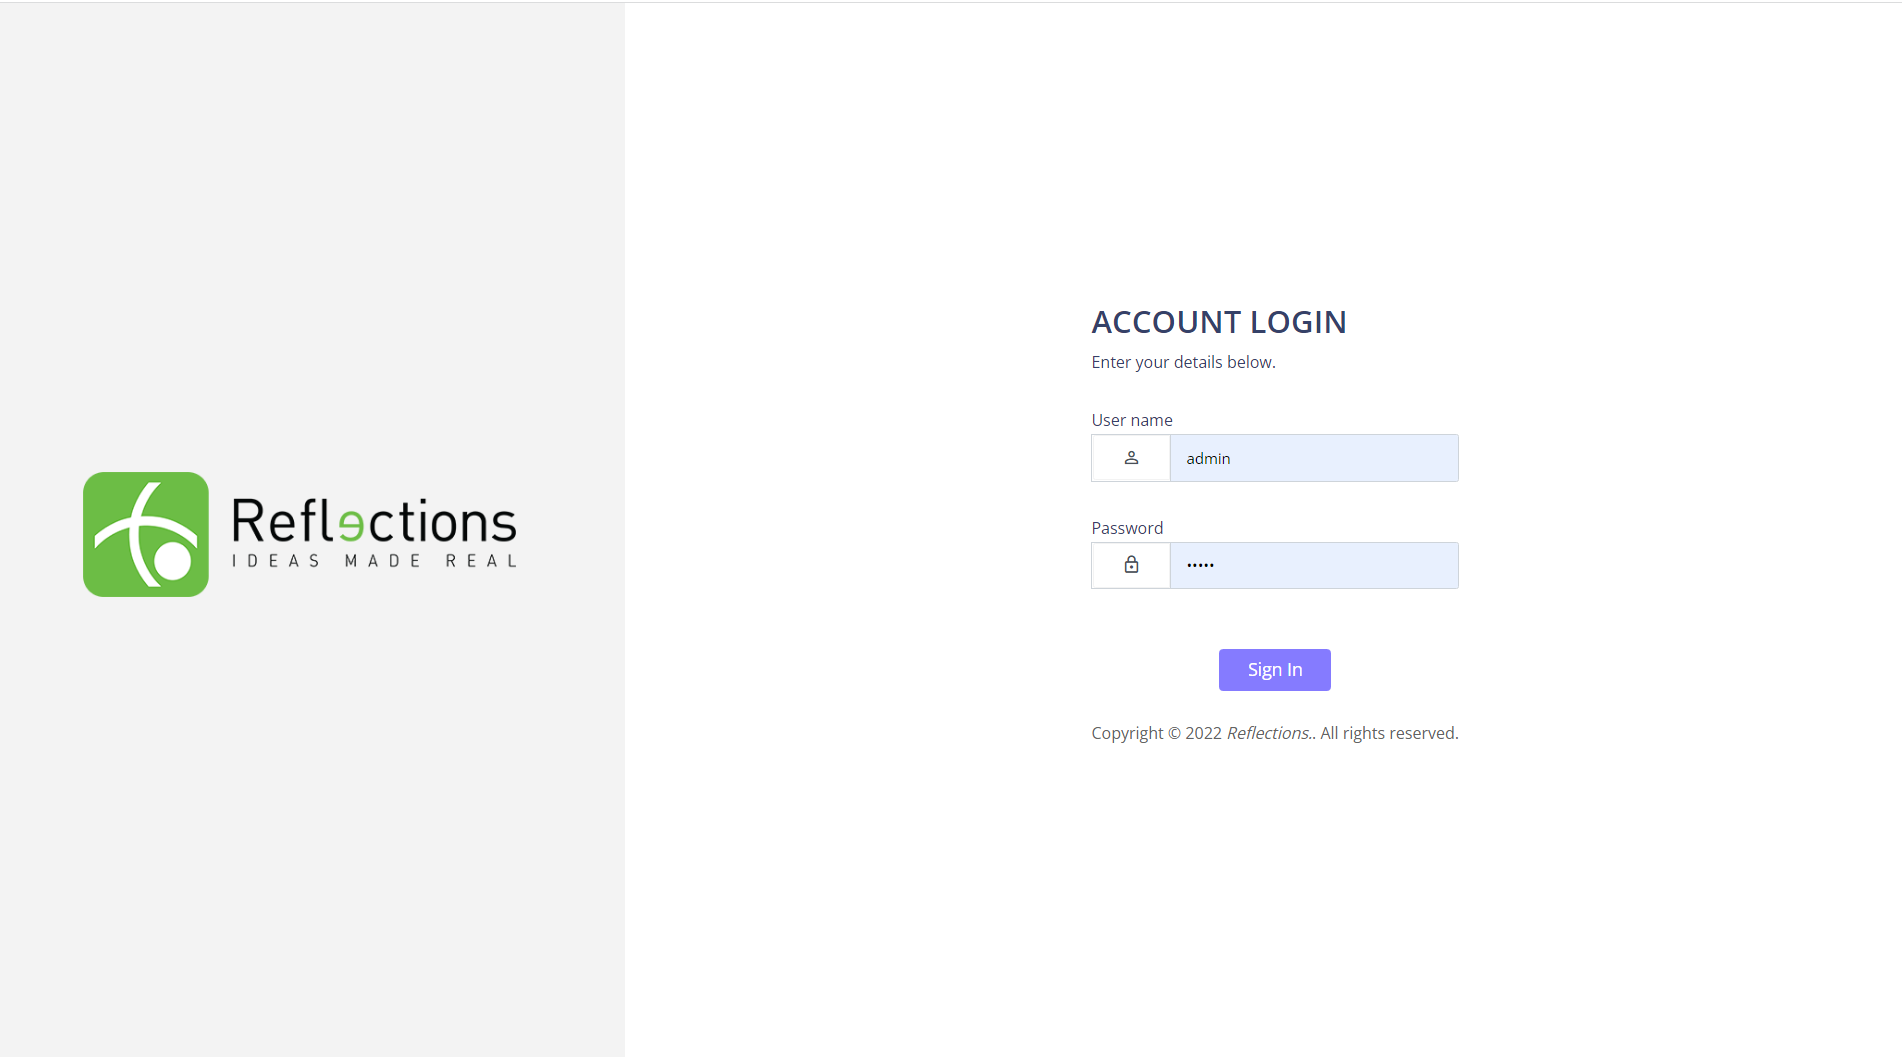 Reflections
IDEAS MADE REAL
ACCOUNT LOGIN
Enter your details below.
User name
admin
Password
•••••
Sign In
Copyright © 2022 Reflections.. All rights reserved.